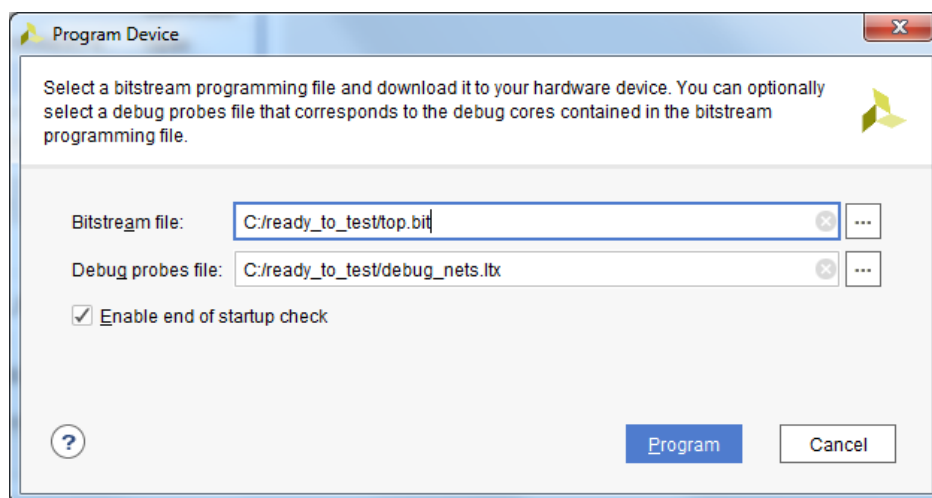 Program Device
Select a bitstream programming file and download it to your hardware device. You can optionally
select a debug probes file that corresponds to the debug cores contained in the bitstream
programming file.
Bitstream file: C:/ready_to_test/top.bit ...
Debug probes file: C:/ready_to_test/debug_nets.ltx ...
Enable end of startup check
? Program Cancel